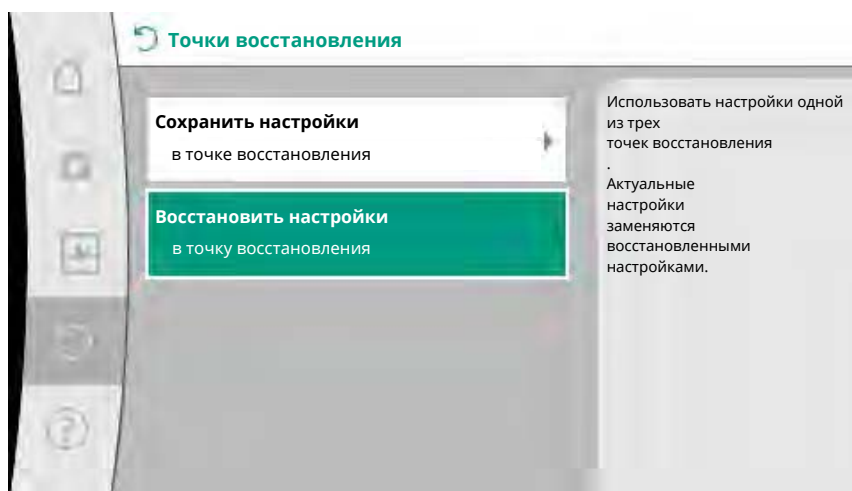 Точки восстановления
Сохранить настройки
в точке восстановления
Восстановить настройки
в точку восстановления
Использовать настройки одной
из трех
точек восстановления
.
Актуальные
настройки
заменяются
восстановленными
настройками.